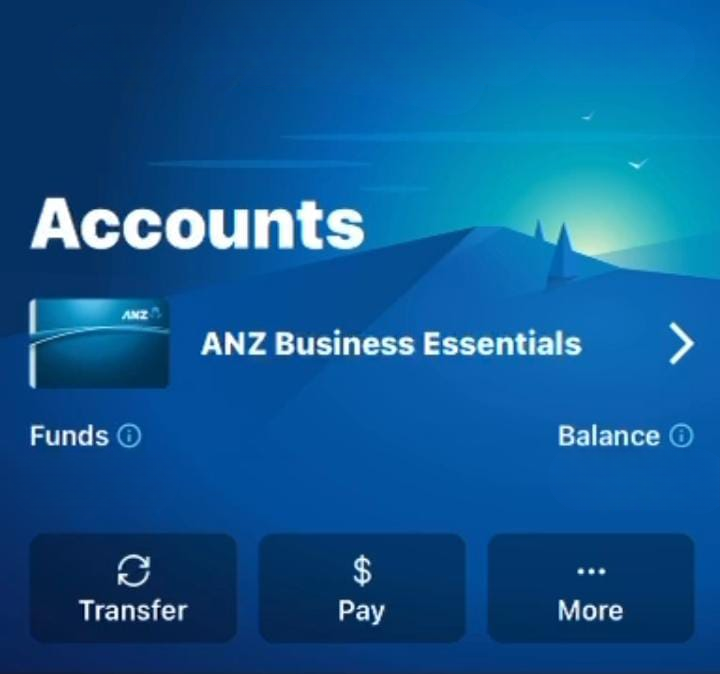 Accounts
ANZ
ANZ Business Essentials
Funds
Balance
$
Transfer
Pay
More